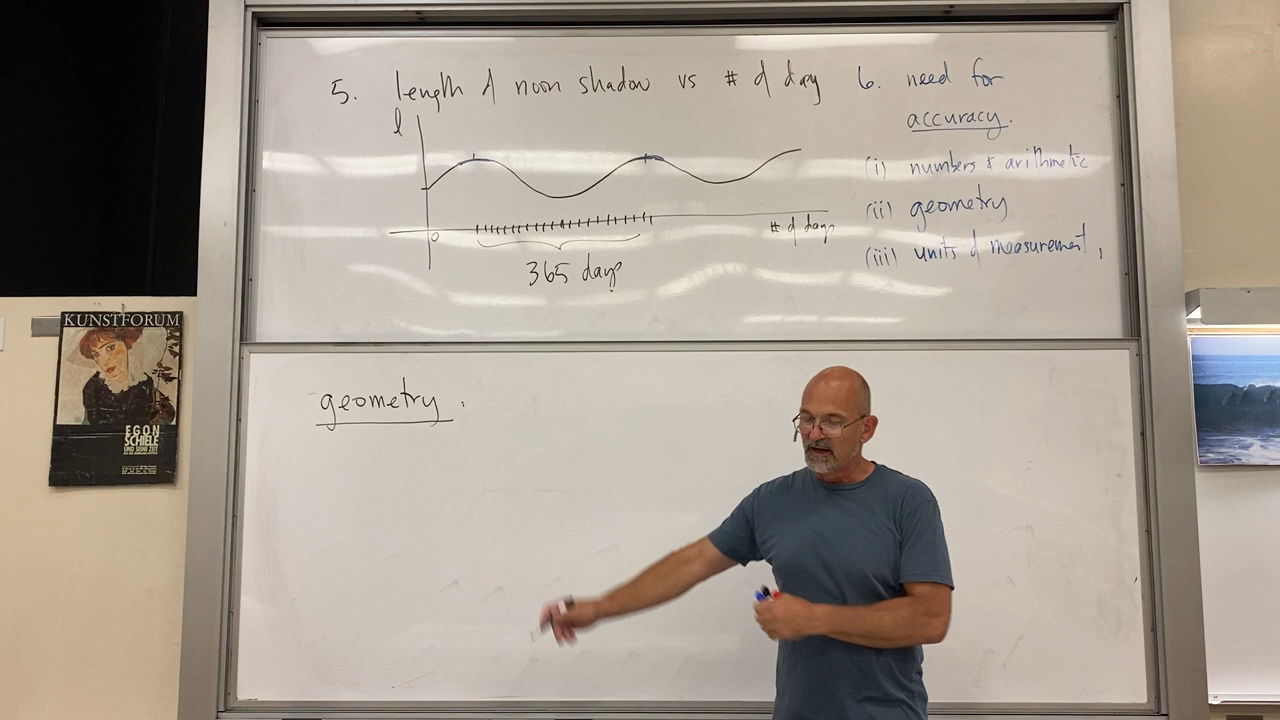 5. length of noon shadow vs # of day
l
0
# of days
365 days
6. need for
accuracy.
(i) numbers & arithmetic
(ii) geometry
(iii) units of measurement,
geometry.
KUNSTFORUM
EGON
SCHIELE
UND SEINE ZEIT